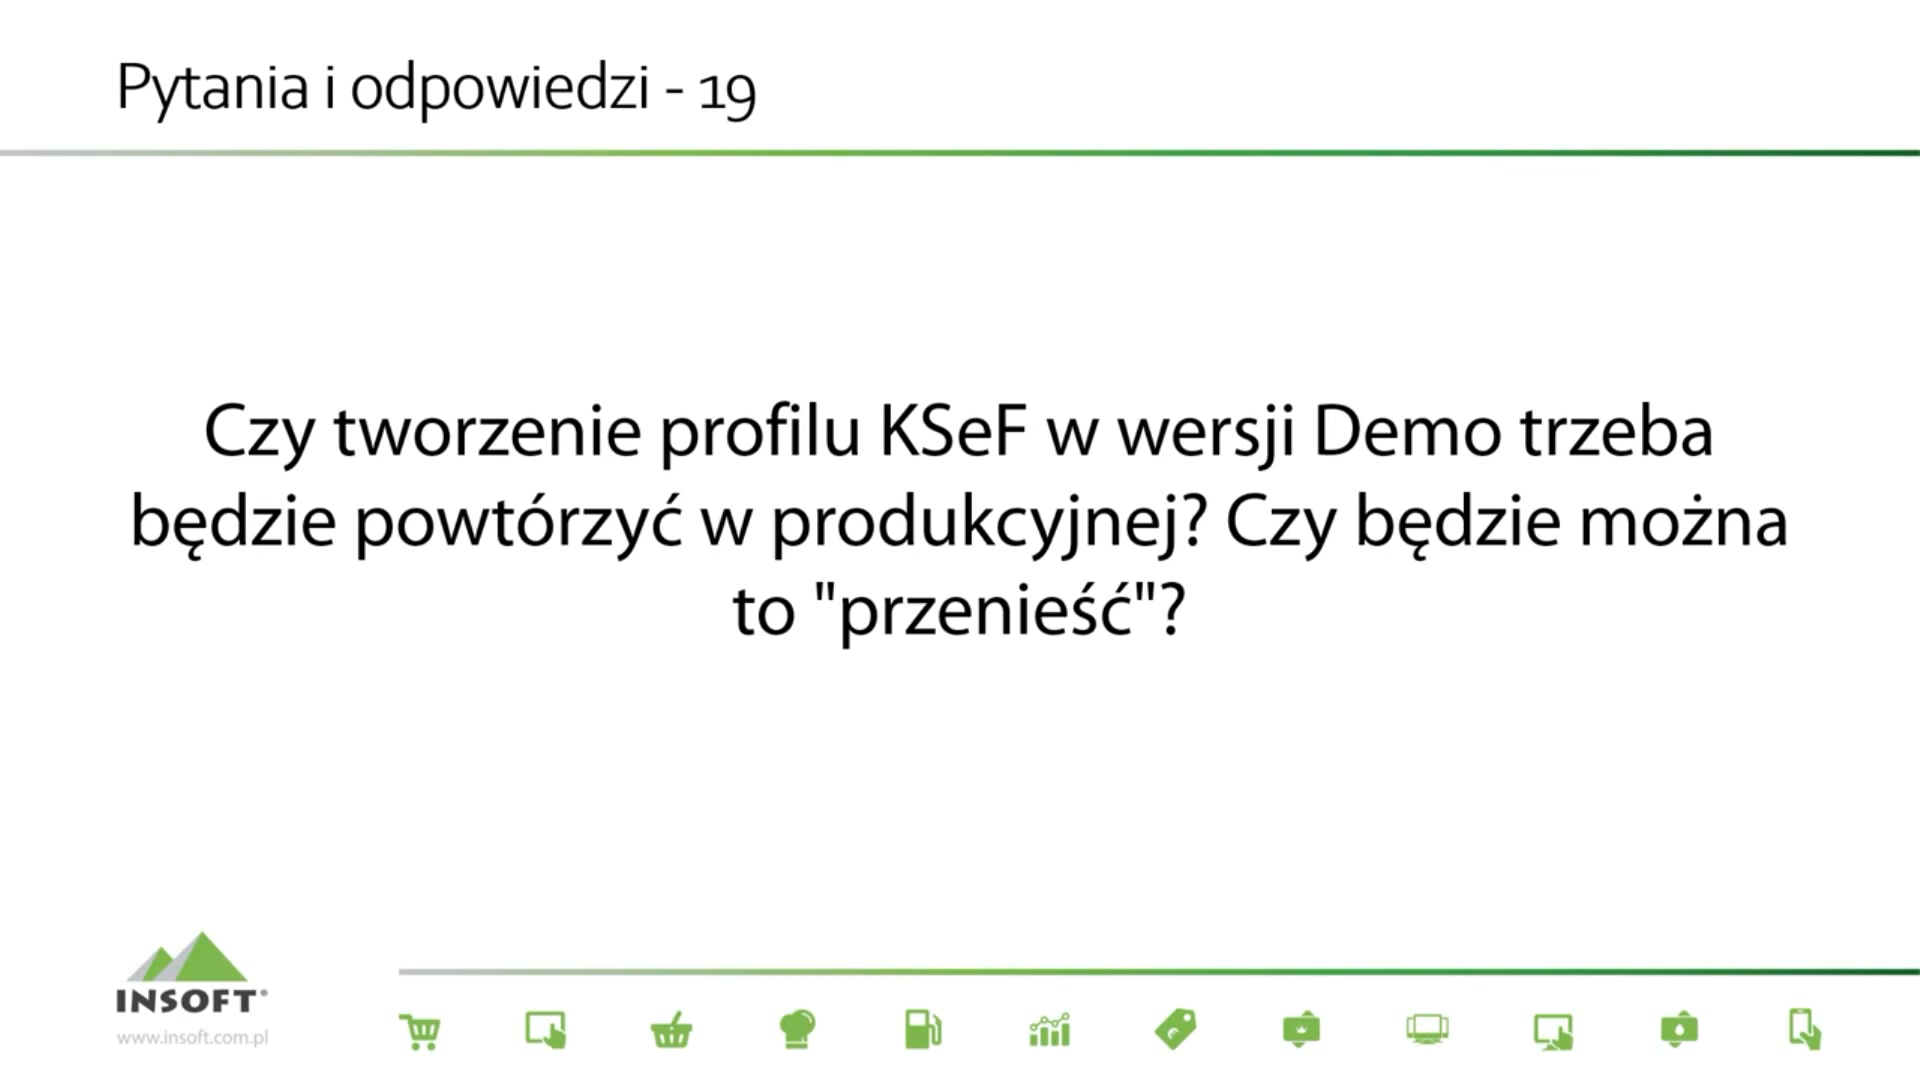 Pytania i odpowiedzi - 19
Czy tworzenie profilu KSeF w wersji Demo trzeba
będzie powtórzyć w produkcyjnej? Czy będzie można
to "przenieść"?
INSOFT®
www.insoft.com.pl